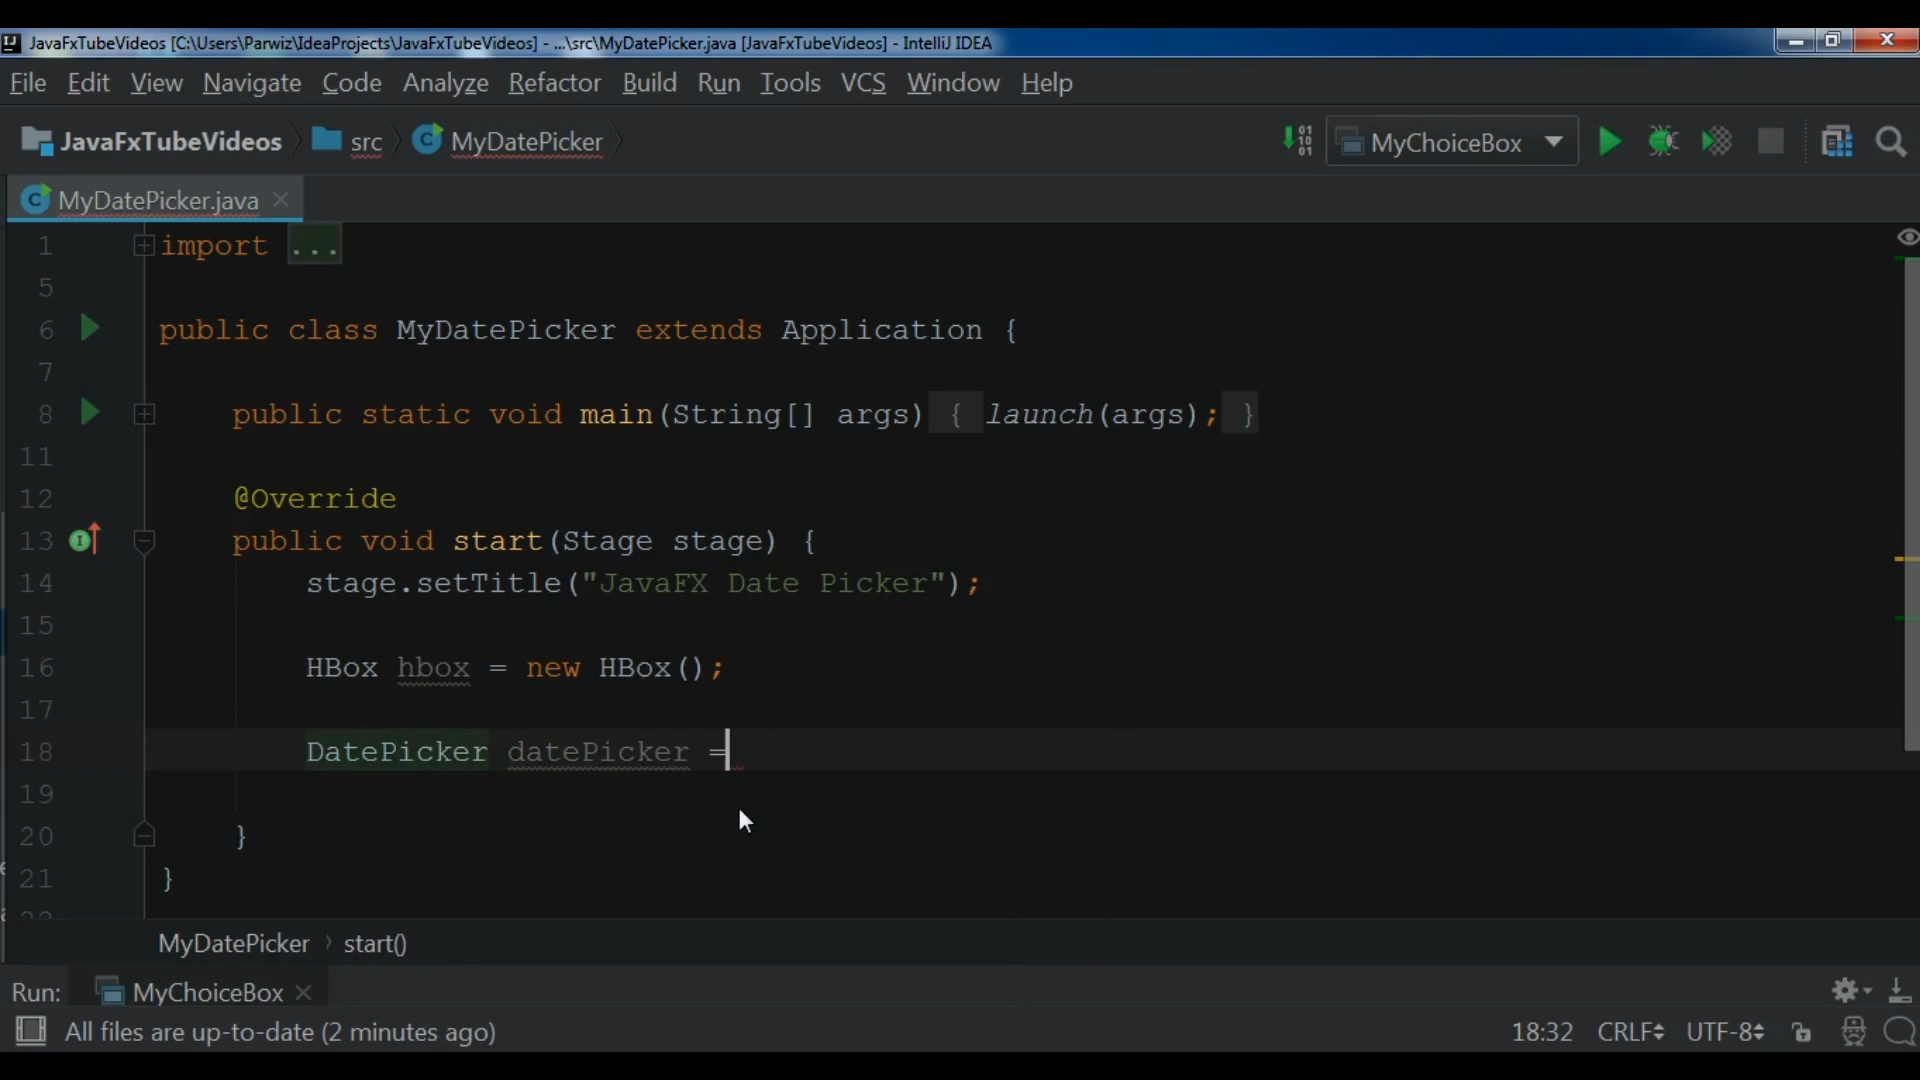 JavaFxTubeVideos [C:\Users\Parwiz\IdeaProjects\JavaFxTubeVideos] - ...\src\MyDatePicker.java [JavaFxTubeVideos] - IntelliJ IDEA
File Edit View Navigate Code Analyze Refactor Build Run Tools VCS Window Help
JavaFxTubeVideos src MyDatePicker MyChoiceBox
MyDatePicker.java
1 import ...
5
6 public class MyDatePicker extends Application {
7
8 public static void main(String[] args) { launch(args); }
11
12 @Override
13 public void start(Stage stage) {
14 stage.setTitle("JavaFX Date Picker");
15
16 HBox hbox = new HBox();
17
18 DatePicker datePicker =
19
20 }
21 }
22
MyDatePicker › start()
Run: MyChoiceBox
All files are up-to-date (2 minutes ago) 18:32 CRLF UTF-8